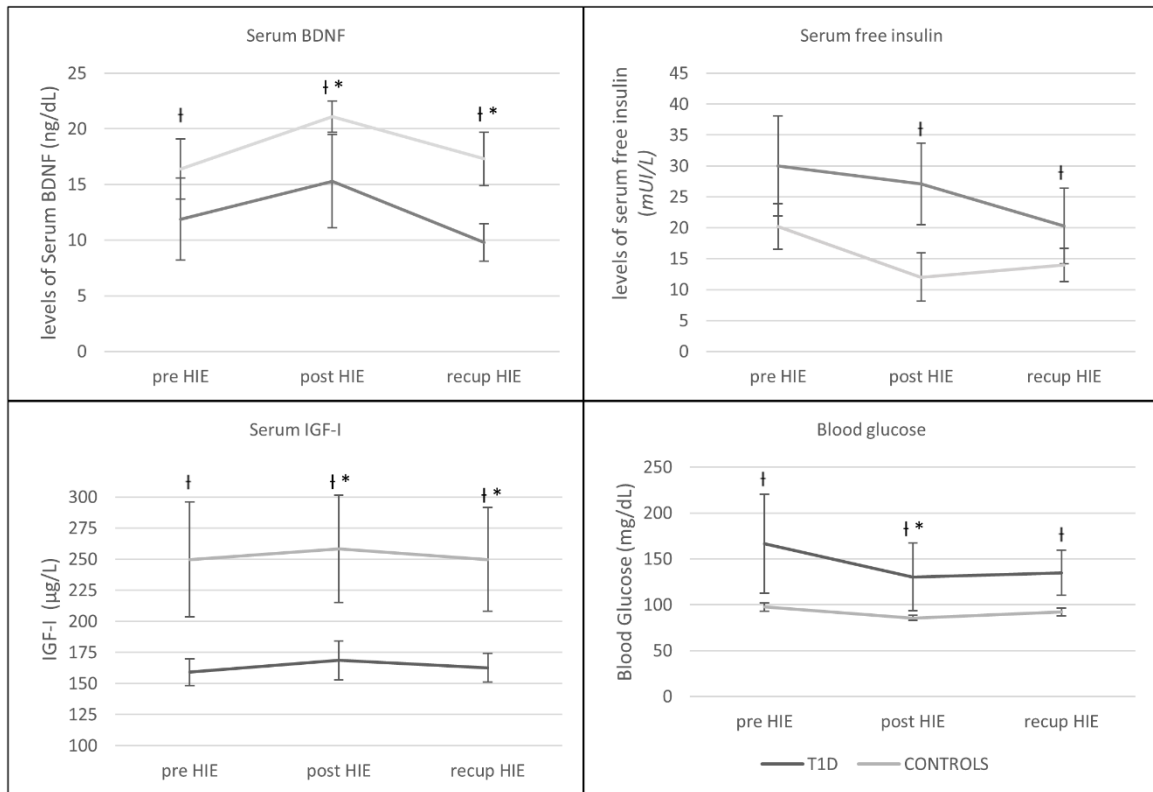 Serum BDNF
levels of Serum BDNF (ng/dL)
25
20
15
10
5
0
ƚ
ƚ *
ƚ *
pre HIE post HIE recup HIE
Serum free insulin
levels of serum free insulin
(mUI/L)
45
40
35
30
25
20
15
10
5
0
ƚ
ƚ
pre HIE post HIE recup HIE
Serum IGF-I
IGF-I (µg/L)
300
275
250
225
200
175
150
125
100
ƚ
ƚ *
ƚ *
pre HIE post HIE recup HIE
Blood glucose
Blood Glucose (mg/dL)
250
200
150
100
50
0
ƚ
ƚ *
ƚ
pre HIE post HIE recup HIE
T1D CONTROLS